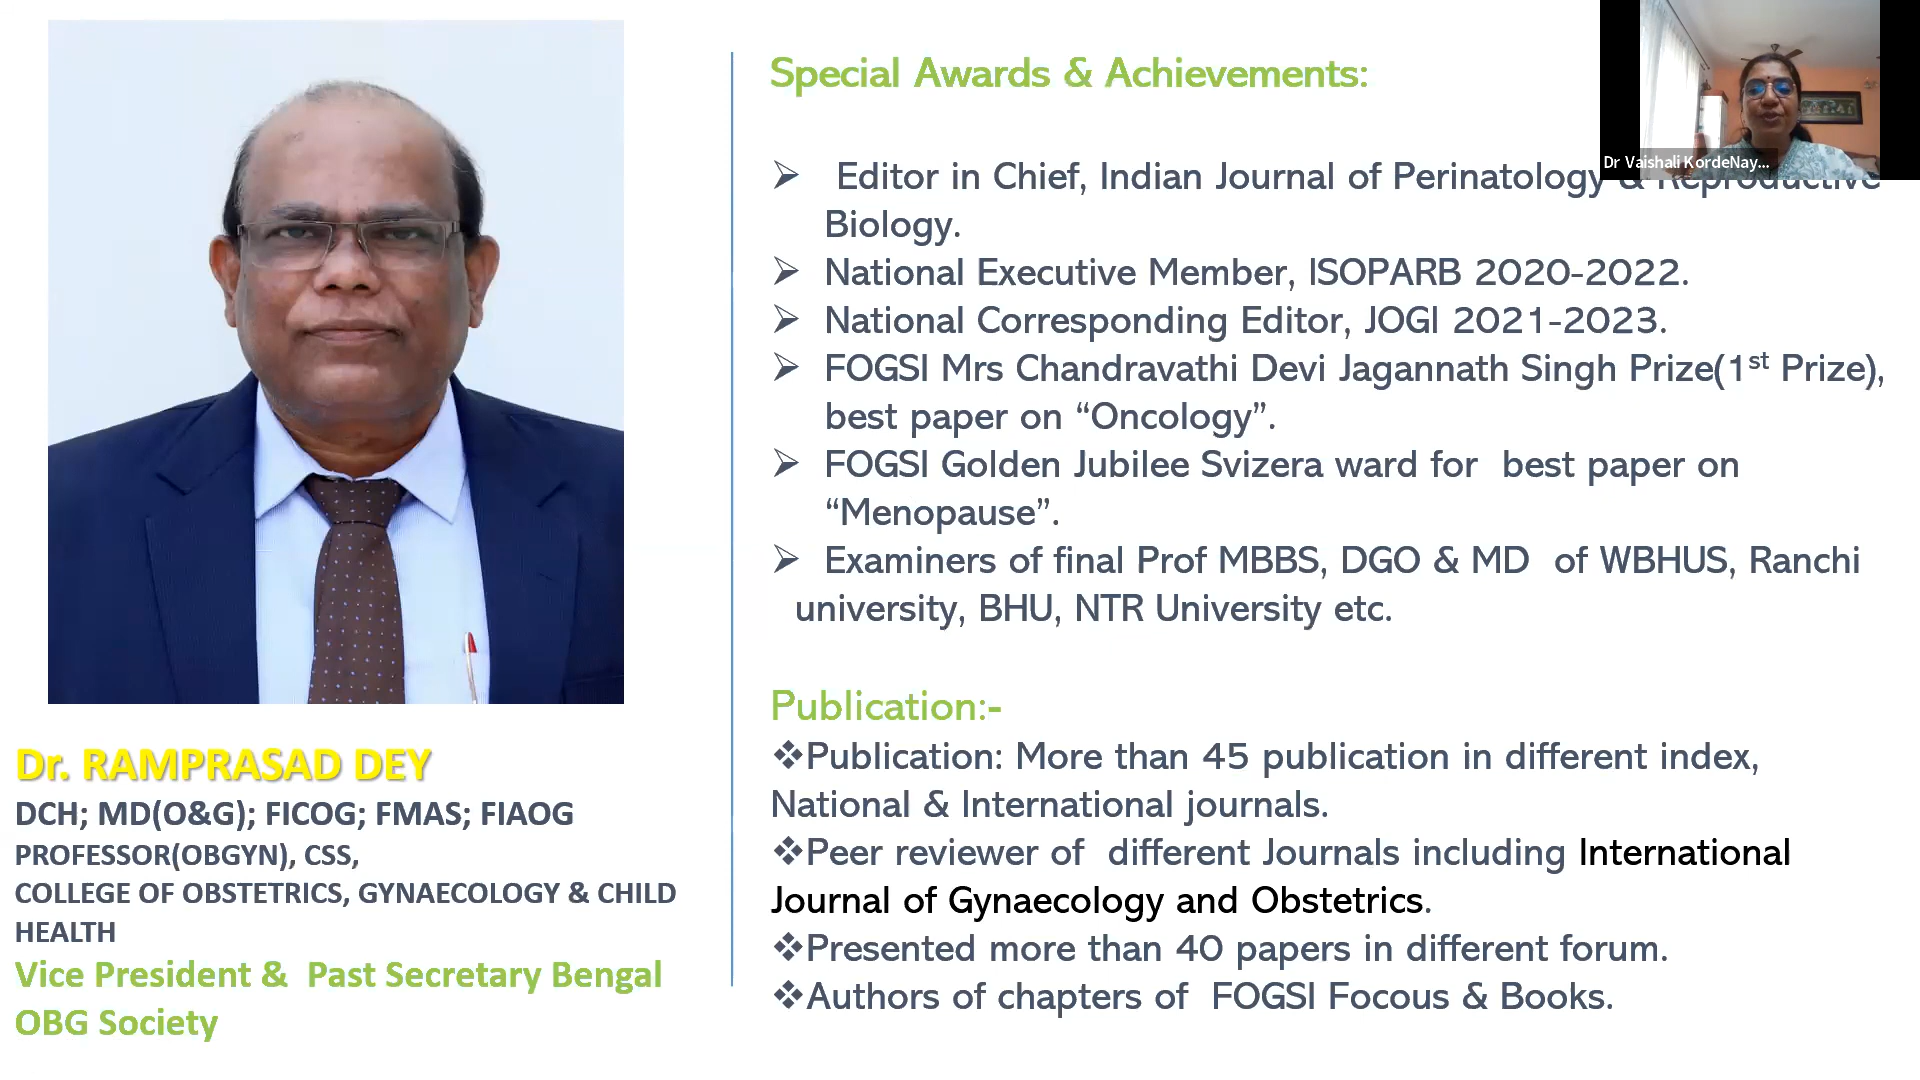 Special Awards & Achievements:
Dr Vaishali KordeNay...
➢ Editor in Chief, Indian Journal of Perinatology & Reproductive
Biology.
➢ National Executive Member, ISOPARB 2020-2022.
➢ National Corresponding Editor, JOGI 2021-2023.
➢ FOGSI Mrs Chandravathi Devi Jagannath Singh Prize(1st Prize),
best paper on “Oncology”.
➢ FOGSI Golden Jubilee Svizera ward for best paper on
“Menopause”.
➢ Examiners of final Prof MBBS, DGO & MD of WBHUS, Ranchi
university, BHU, NTR University etc.
Publication:-
❖Publication: More than 45 publication in different index,
National & International journals.
❖Peer reviewer of different Journals including International
Journal of Gynaecology and Obstetrics.
❖Presented more than 40 papers in different forum.
❖Authors of chapters of FOGSI Focous & Books.
Dr. RAMPRASAD DEY
DCH; MD(O&G); FICOG; FMAS; FIAOG
PROFESSOR(OBGYN), CSS,
COLLEGE OF OBSTETRICS, GYNAECOLOGY & CHILD
HEALTH
Vice President & Past Secretary Bengal
OBG Society